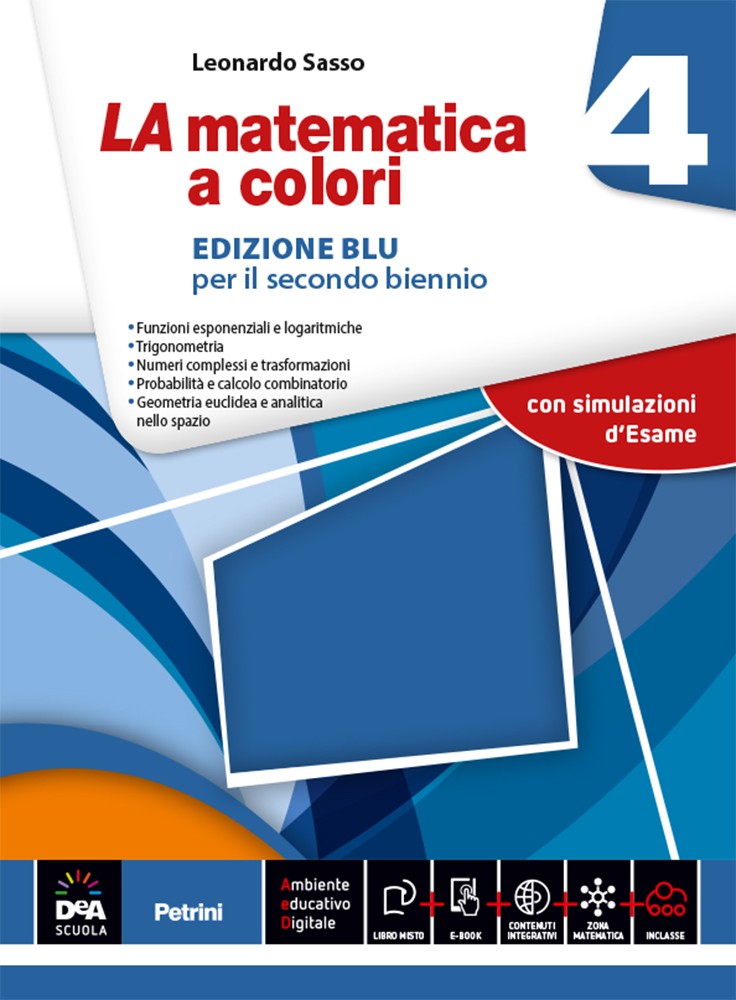 Leonardo Sasso
4
LA matematica
a colori
EDIZIONE BLU
per il secondo biennio
• Funzioni esponenziali e logaritmiche
• Trigonometria
• Numeri complessi e trasformazioni
• Probabilità e calcolo combinatorio
• Geometria euclidea e analitica
nello spazio
con simulazioni
d'Esame
DeA
SCUOLA
Petrini
Ambiente
educativo
Digitale
LIBRO MISTO
E-BOOK
CONTENUTI
INTEGRATIVI
ZONA
MATEMATICA
INCLASSE